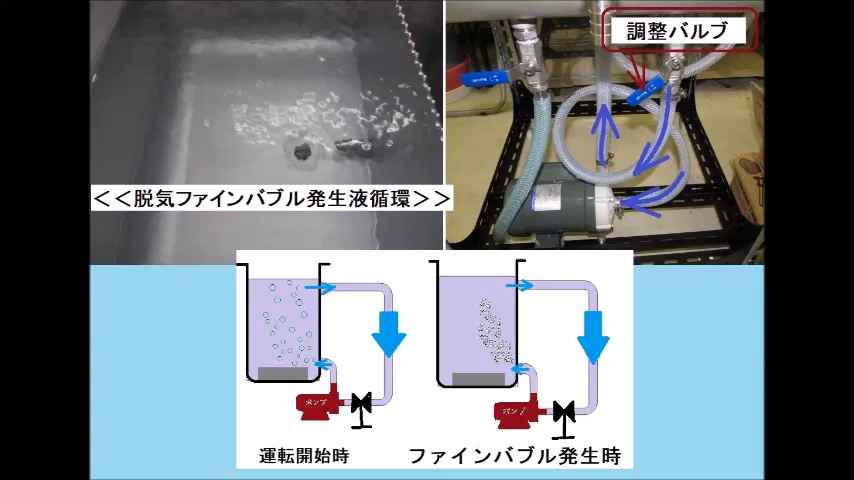 調整バルブ
<<脱気ファインバブル発生液循環>>
ポンプ
ポンプ
運転開始時
ファインバブル発生時